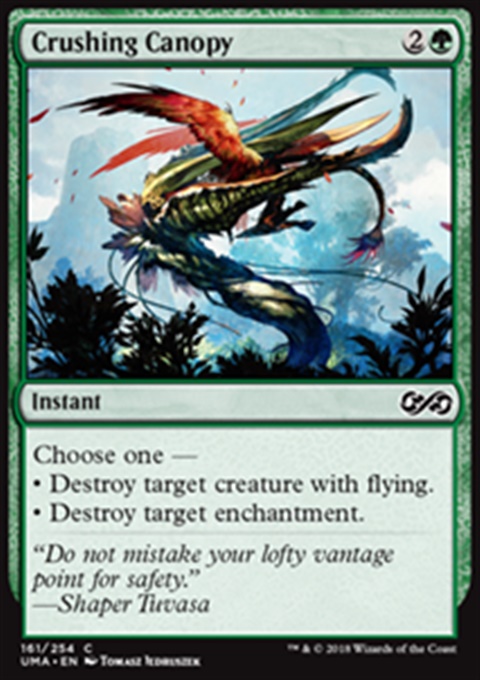 Crushing Canopy 2
Instant
Choose one —
• Destroy target creature with flying.
• Destroy target enchantment.
“Do not mistake your lofty vantage
point for safety.”
—Shaper Tuvasa
161/254 C
™ & © 2018 Wizards of the Coast
UMA • EN Tomasz Jedruszek